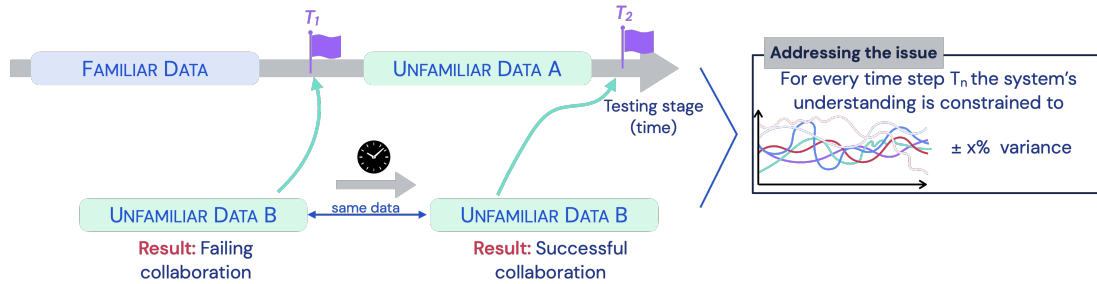 T1
T2
FAMILIAR DATA
UNFAMILIAR DATA A
Testing stage
(time)
same data
UNFAMILIAR DATA B
UNFAMILIAR DATA B
Result: Failing
collaboration
Result: Successful
collaboration
Addressing the issue
For every time step Tn the system's
understanding is constrained to
± x% variance